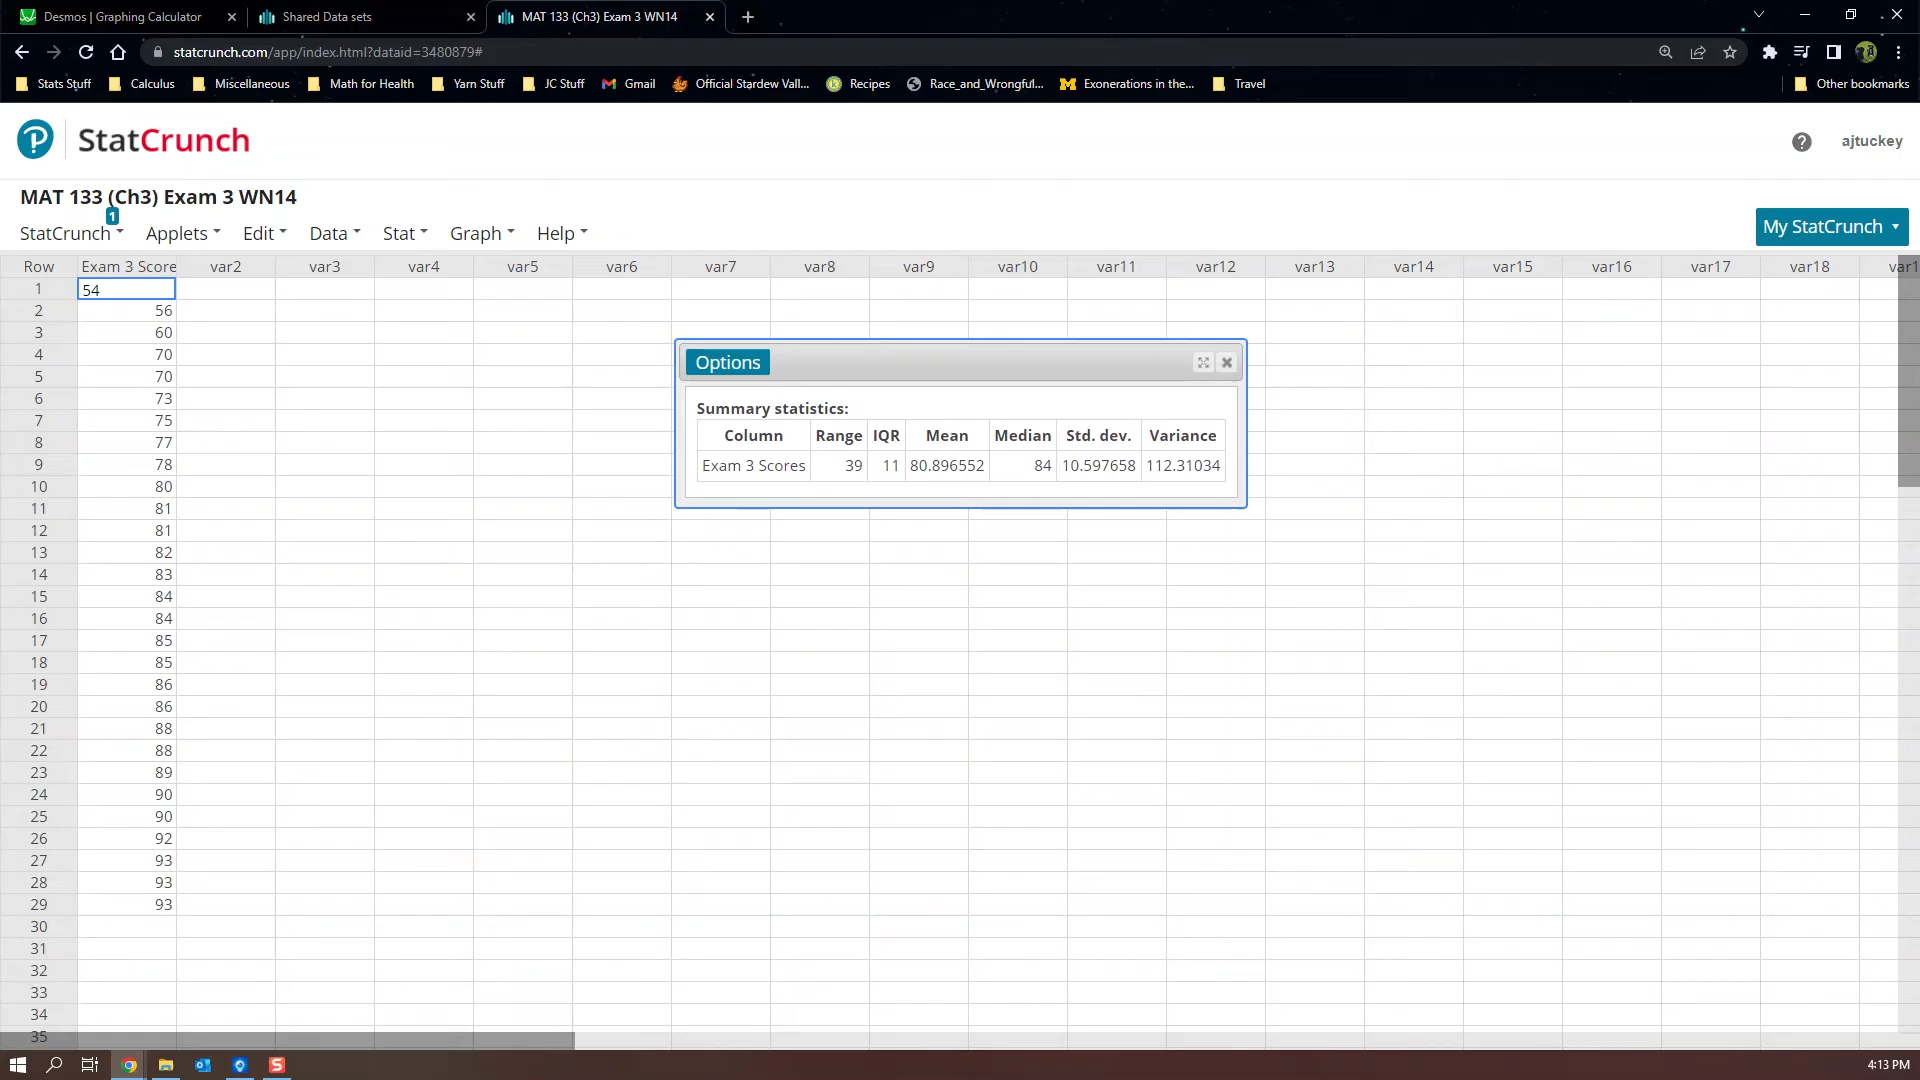 Desmos | Graphing Calculator
Shared Data sets
MAT 133 (Ch3) Exam 3 WN14
statcrunch.com/app/index.html?dataid=3480879#
Stats Stuff
Calculus
Miscellaneous
Math for Health
Yarn Stuff
JC Stuff
Gmail
Official Stardew Vall...
Recipes
Race_and_Wrongful...
Exonerations in the...
Travel
Other bookmarks
StatCrunch
ajtuckey
MAT 133 (Ch3) Exam 3 WN14
1
StatCrunch Applets Edit Data Stat Graph Help
My StatCrunch
Row Exam 3 Score var2 var3 var4 var5 var6 var7 var8 var9 var10 var11 var12 var13 var14 var15 var16 var17 var18 var1
1 54
2 56
3 60
4 70
5 70
6 73
7 75
8 77
9 78
10 80
11 81
12 81
13 82
14 83
15 84
16 84
17 85
18 85
19 86
20 86
21 88
22 88
23 89
24 90
25 90
26 92
27 93
28 93
29 93
30
31
32
33
34
35
Options
Summary statistics:
Column Range IQR Mean Median Std. dev. Variance
Exam 3 Scores 39 11 80.896552 84 10.597658 112.31034
4:13 PM